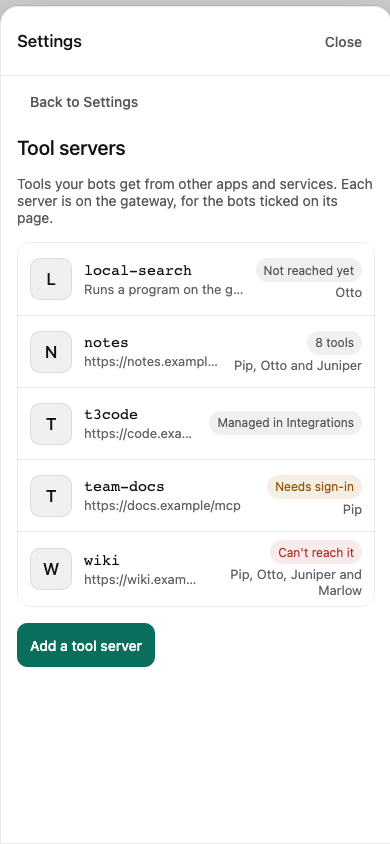 Settings
Close
Back to Settings
Tool servers
Tools your bots get from other apps and services. Each
server is on the gateway, for the bots ticked on its
page.
L
local-search
Runs a program on the g...
Not reached yet
Otto
N
notes
https://notes.exampl...
8 tools
Pip, Otto and Juniper
T
t3code
https://code.exa...
Managed in Integrations
T
team-docs
https://docs.example/mcp
Needs sign-in
Pip
W
wiki
https://wiki.exam...
Can't reach it
Pip, Otto, Juniper and
Marlow
Add a tool server